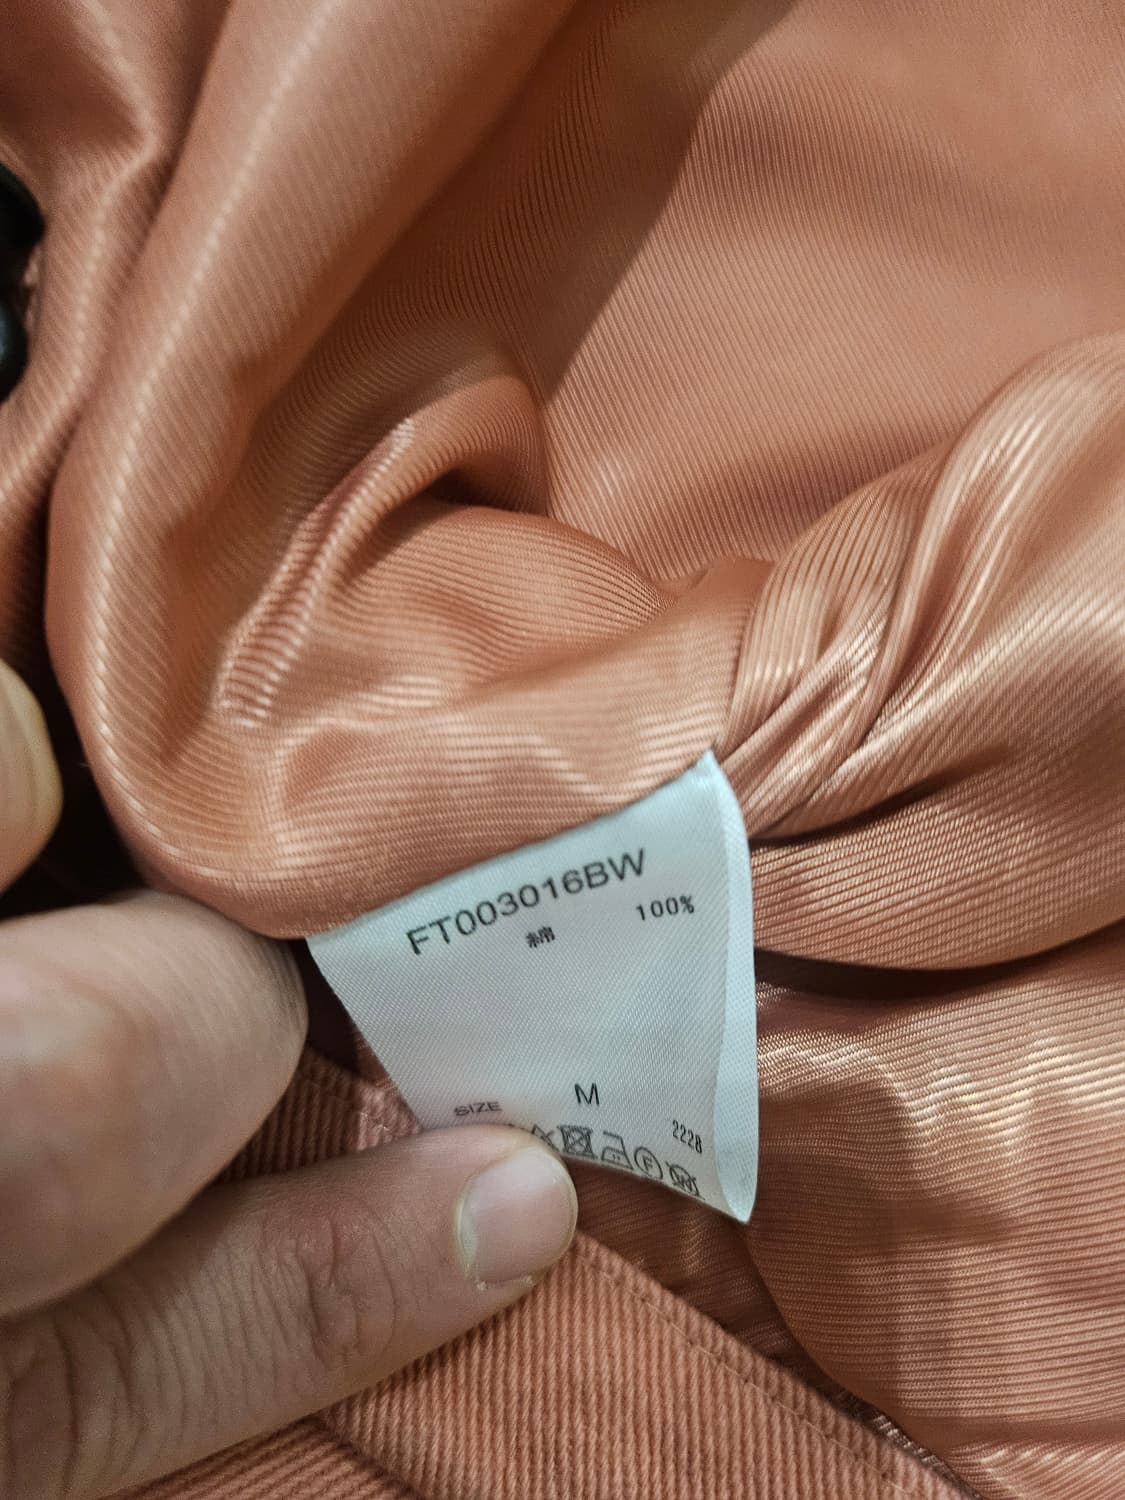 FT003016BW
綿 100%
SIZE M
2228
F W